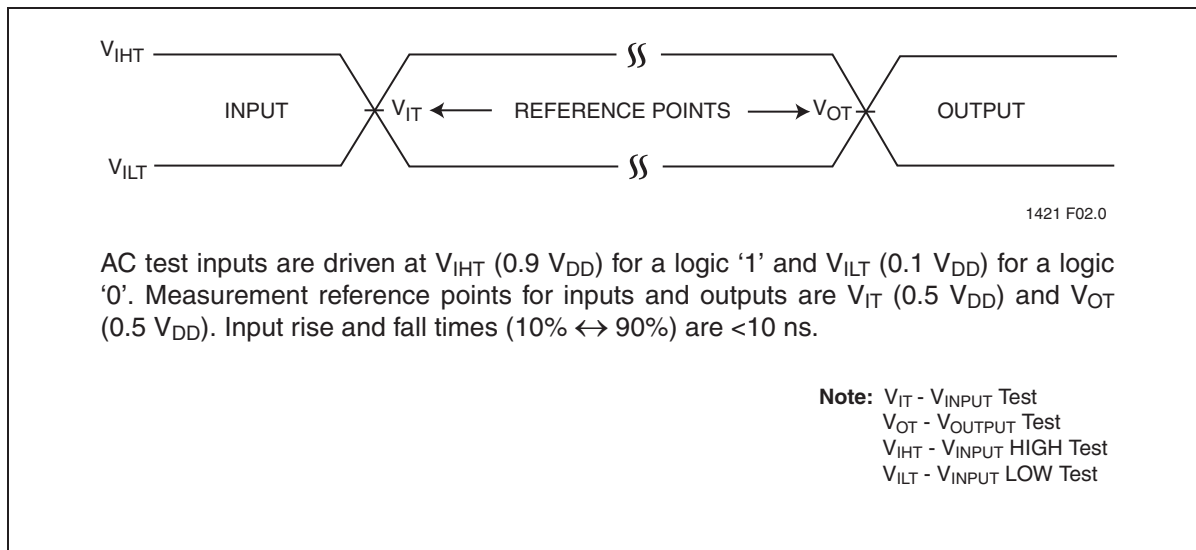 VIHT
INPUT VIT REFERENCE POINTS VOT OUTPUT
VILT
1421 F02.0
AC test inputs are driven at VIHT (0.9 VDD) for a logic ‘1’ and VILT (0.1 VDD) for a logic
‘0’. Measurement reference points for inputs and outputs are VIT (0.5 VDD) and VOT
(0.5 VDD). Input rise and fall times (10% ↔ 90%) are <10 ns.
Note: VIT - VINPUT Test
VOT - VOUTPUT Test
VIHT - VINPUT HIGH Test
VILT - VINPUT LOW Test